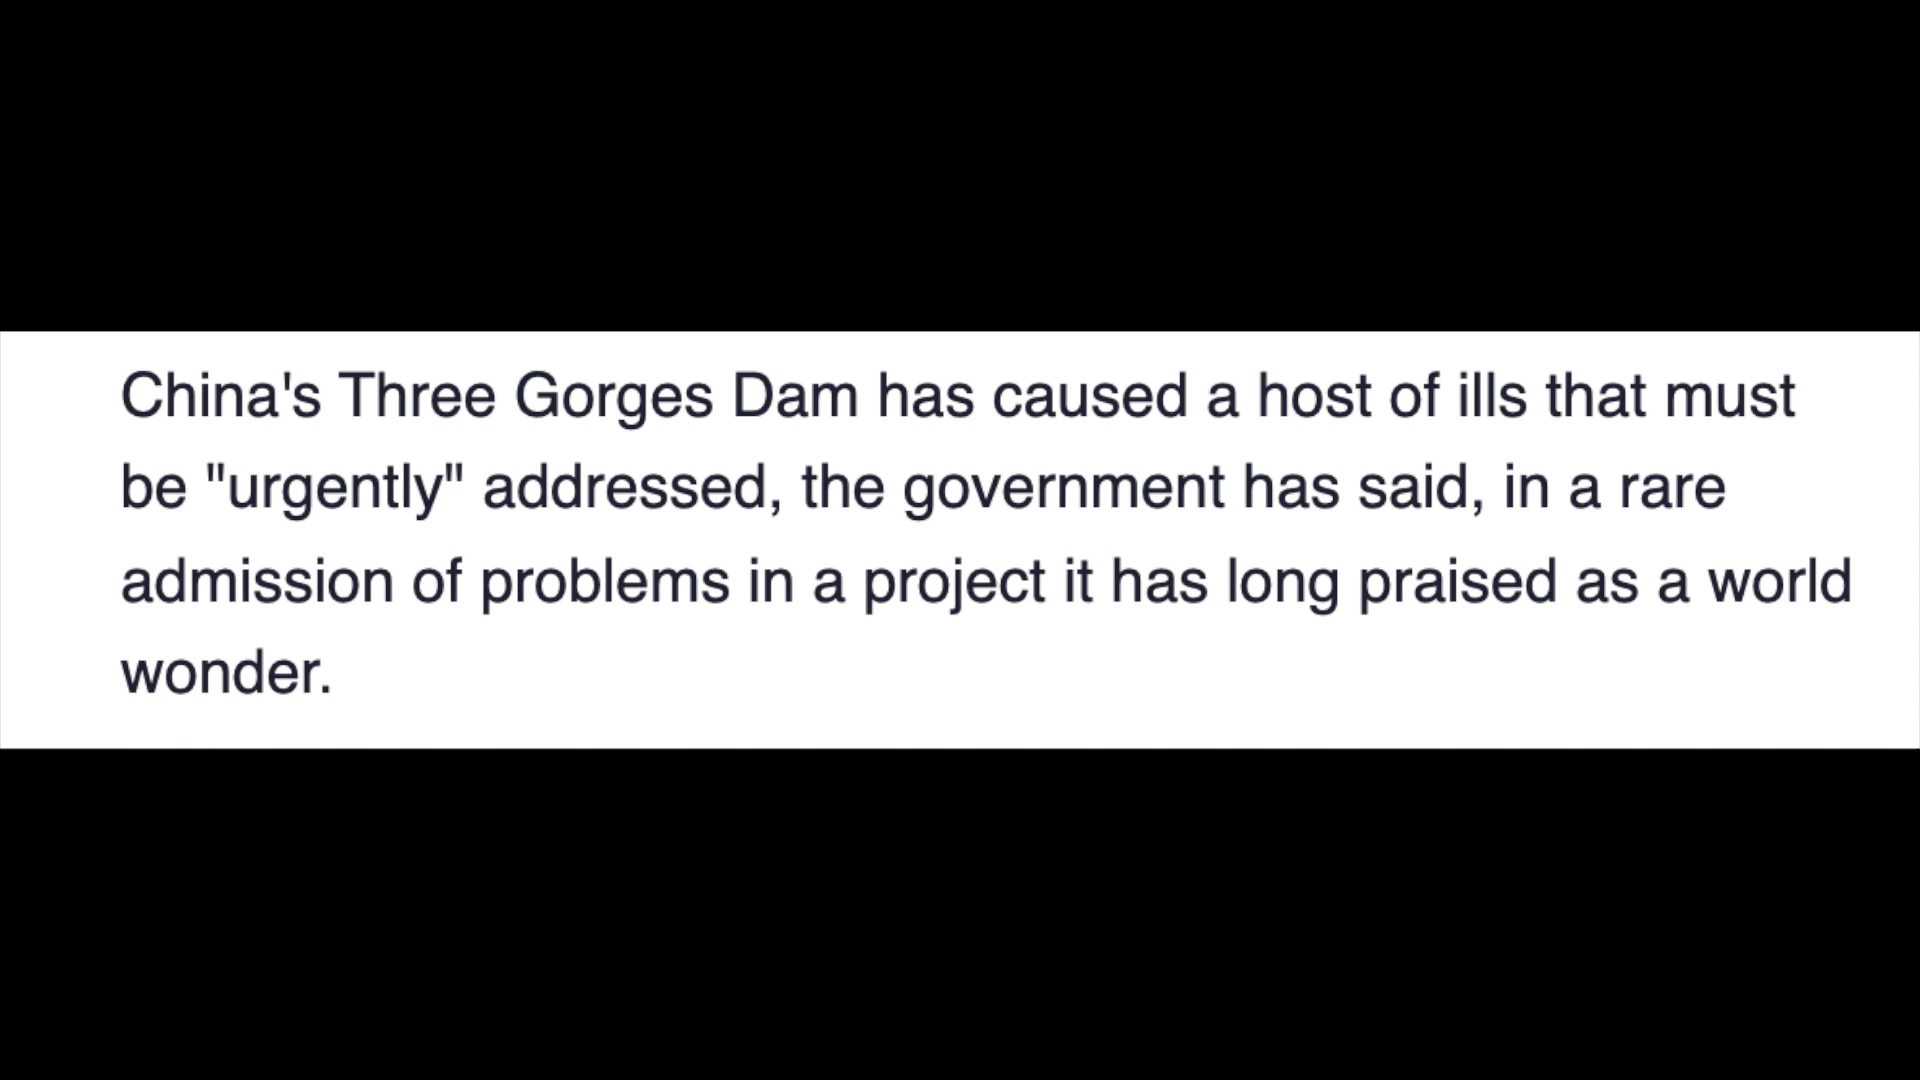 China's Three Gorges Dam has caused a host of ills that must
be "urgently" addressed, the government has said, in a rare
admission of problems in a project it has long praised as a world
wonder.